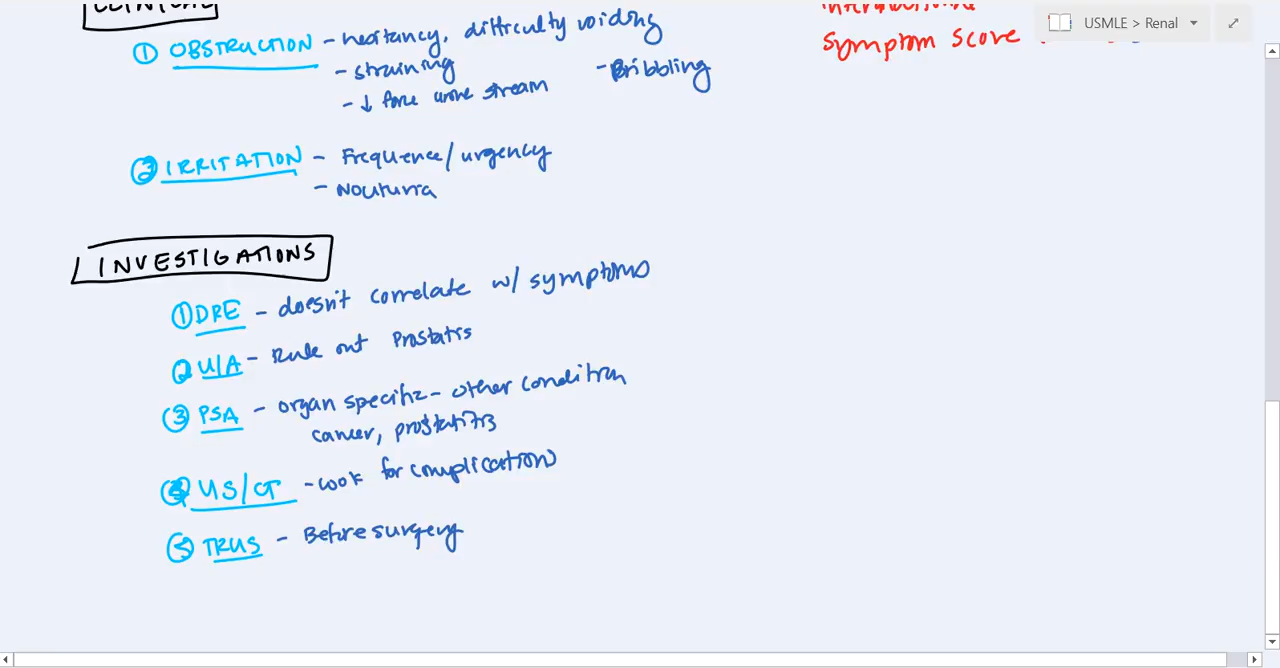 CLINICAL
USMLE > Renal
① OBSTRUCTION - hesitancy, difficulty voiding
symptom score
- straining
- Dribbling
- ↓ force urine stream
② IRRITATION - Frequence/urgency
- Nouturra
INVESTIGATIONS
① DRE - doesn't correlate w/ symptoms
② U/A - Rule out Prostatis
③ PSA - organ specific - other condition
cancer, prostatitis
④ US/CT - look for complications
⑤ TRUS - Before surgery